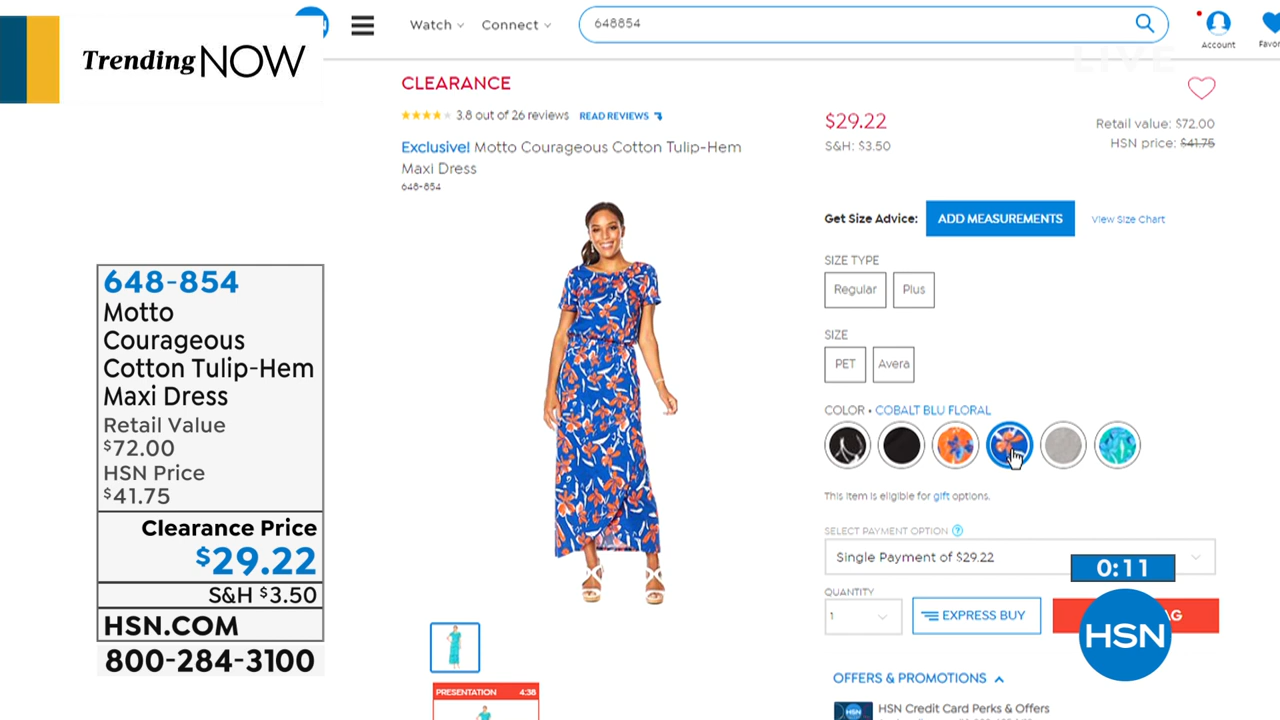 Trending NOW
Watch
Connect
648854
Account
LIVE
CLEARANCE
3.8 out of 26 reviews
READ REVIEWS
Exclusive! Motto Courageous Cotton Tulip-Hem
Maxi Dress
648-854
$29.22
S&H: $3.50
Retail value: $72.00
HSN price: $41.75
Get Size Advice:
ADD MEASUREMENTS
View Size Chart
SIZE TYPE
Regular
Plus
SIZE
PET
Avera
COLOR • COBALT BLU FLORAL
This item is eligible for gift options.
SELECT PAYMENT OPTION ?
Single Payment of $29.22
0:11
QUANTITY
1
EXPRESS BUY
HSN
OFFERS & PROMOTIONS
HSN
HSN Credit Card Perks & Offers
PRESENTATION 4:38
648-854
Motto
Courageous
Cotton Tulip-Hem
Maxi Dress
Retail Value
$72.00
HSN Price
$41.75
Clearance Price
$29.22
S&H $3.50
HSN.COM
800-284-3100